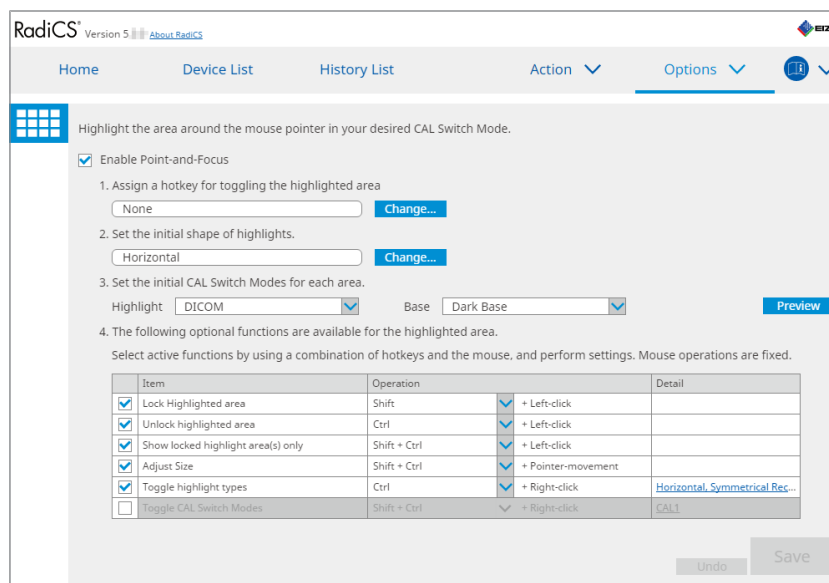 RadiCS® Version 5. About RadiCS
EIZ
Home Device List History List Action Options
Highlight the area around the mouse pointer in your desired CAL Switch Mode.
Enable Point-and-Focus
1. Assign a hotkey for toggling the highlighted area
None Change...
2. Set the initial shape of highlights.
Horizontal Change...
3. Set the initial CAL Switch Modes for each area.
Highlight DICOM Base Dark Base Preview
4. The following optional functions are available for the highlighted area.
Select active functions by using a combination of hotkeys and the mouse, and perform settings. Mouse operations are fixed.
Item Operation Detail
Lock Highlighted area Shift + Left-click
Unlock highlighted area Ctrl + Left-click
Show locked highlight area(s) only Shift + Ctrl + Left-click
Adjust Size Shift + Ctrl + Pointer-movement
Toggle highlight types Ctrl + Right-click Horizontal, Symmetrical Rec...
Toggle CAL Switch Modes Shift + Ctrl + Right-click CAL1
Undo Save